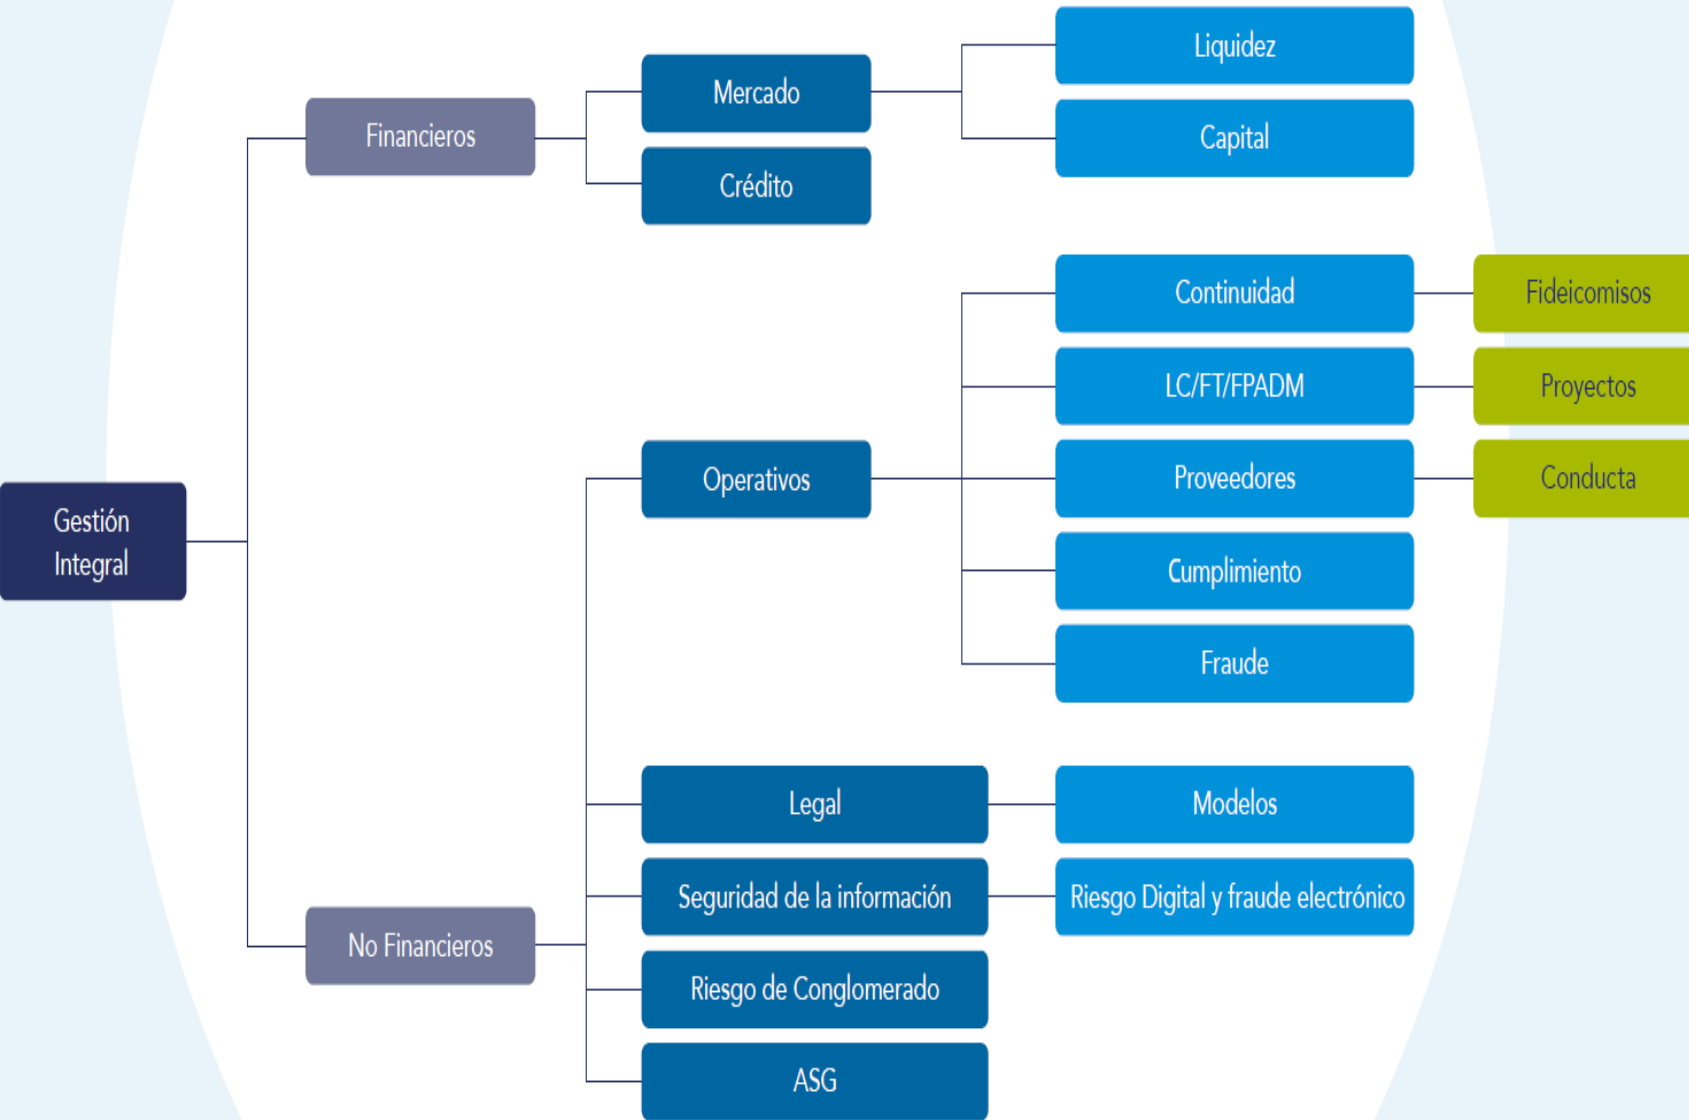 Gestión
Integral
Financieros
Mercado
Crédito
Liquidez
Capital
No Financieros
Operativos
Continuidad
Fideicomisos
LC/FT/FPADM
Proyectos
Proveedores
Conducta
Cumplimiento
Fraude
Legal
Modelos
Seguridad de la información
Riesgo Digital y fraude electrónico
Riesgo de Conglomerado
ASG